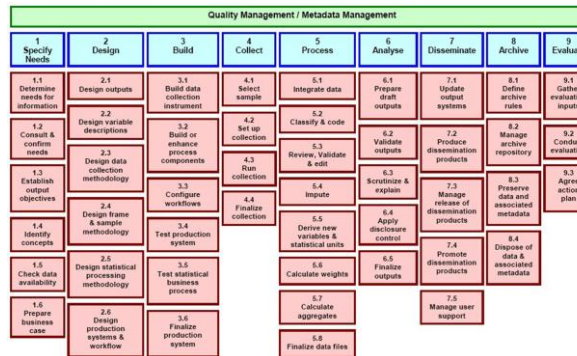 Quality Management / Metadata Management
1
Specify
Needs
2
Design
3
Build
4
Collect
5
Process
6
Analyse
7
Disseminate
8
Archive
9
Evalua
1.1
Determine
needs for
information
1.2
Consult &
confirm
needs
1.3
Establish
output
objectives
1.4
Identify
concepts
1.5
Check data
availability
1.6
Prepare
business
case
2.1
Design outputs
2.2
Design variable
descriptions
2.3
Design data
collection
methodology
2.4
Design frame
& sample
methodology
2.5
Design statistical
processing
methodology
2.6
Design
production
systems &
workflow
3.1
Build data
collection
instrument
3.2
Build or
enhance
process
components
3.3
Configure
workflows
3.4
Test production
system
3.5
Test statistical
business
process
3.6
Finalize
production
system
4.1
Select
sample
4.2
Set up
collection
4.3
Run
collection
4.4
Finalize
collection
5.1
Integrate data
5.2
Classify & code
5.3
Review, Validate
& edit
5.4
Impute
5.5
Derive new
variables &
statistical units
5.6
Calculate weights
5.7
Calculate
aggregates
5.8
Finalize data files
6.1
Prepare
draft
outputs
6.2
Validate
outputs
6.3
Scrutinize
& explain
6.4
Apply
disclosure
control
6.5
Finalize
outputs
7.1
Update
output
systems
7.2
Produce
dissemination
products
7.3
Manage
release of
dissemination
products
7.4
Promote
dissemination
products
7.5
Manage user
support
8.1
Define
archive
rules
8.2
Manage
archive
repository
8.3
Preserve
data and
associated
metadata
8.4
Dispose of
data &
associated
metadata
9.1
Gathe
evaluat
input
9.2
Condu
evaluat
9.3
Agree
action
plan